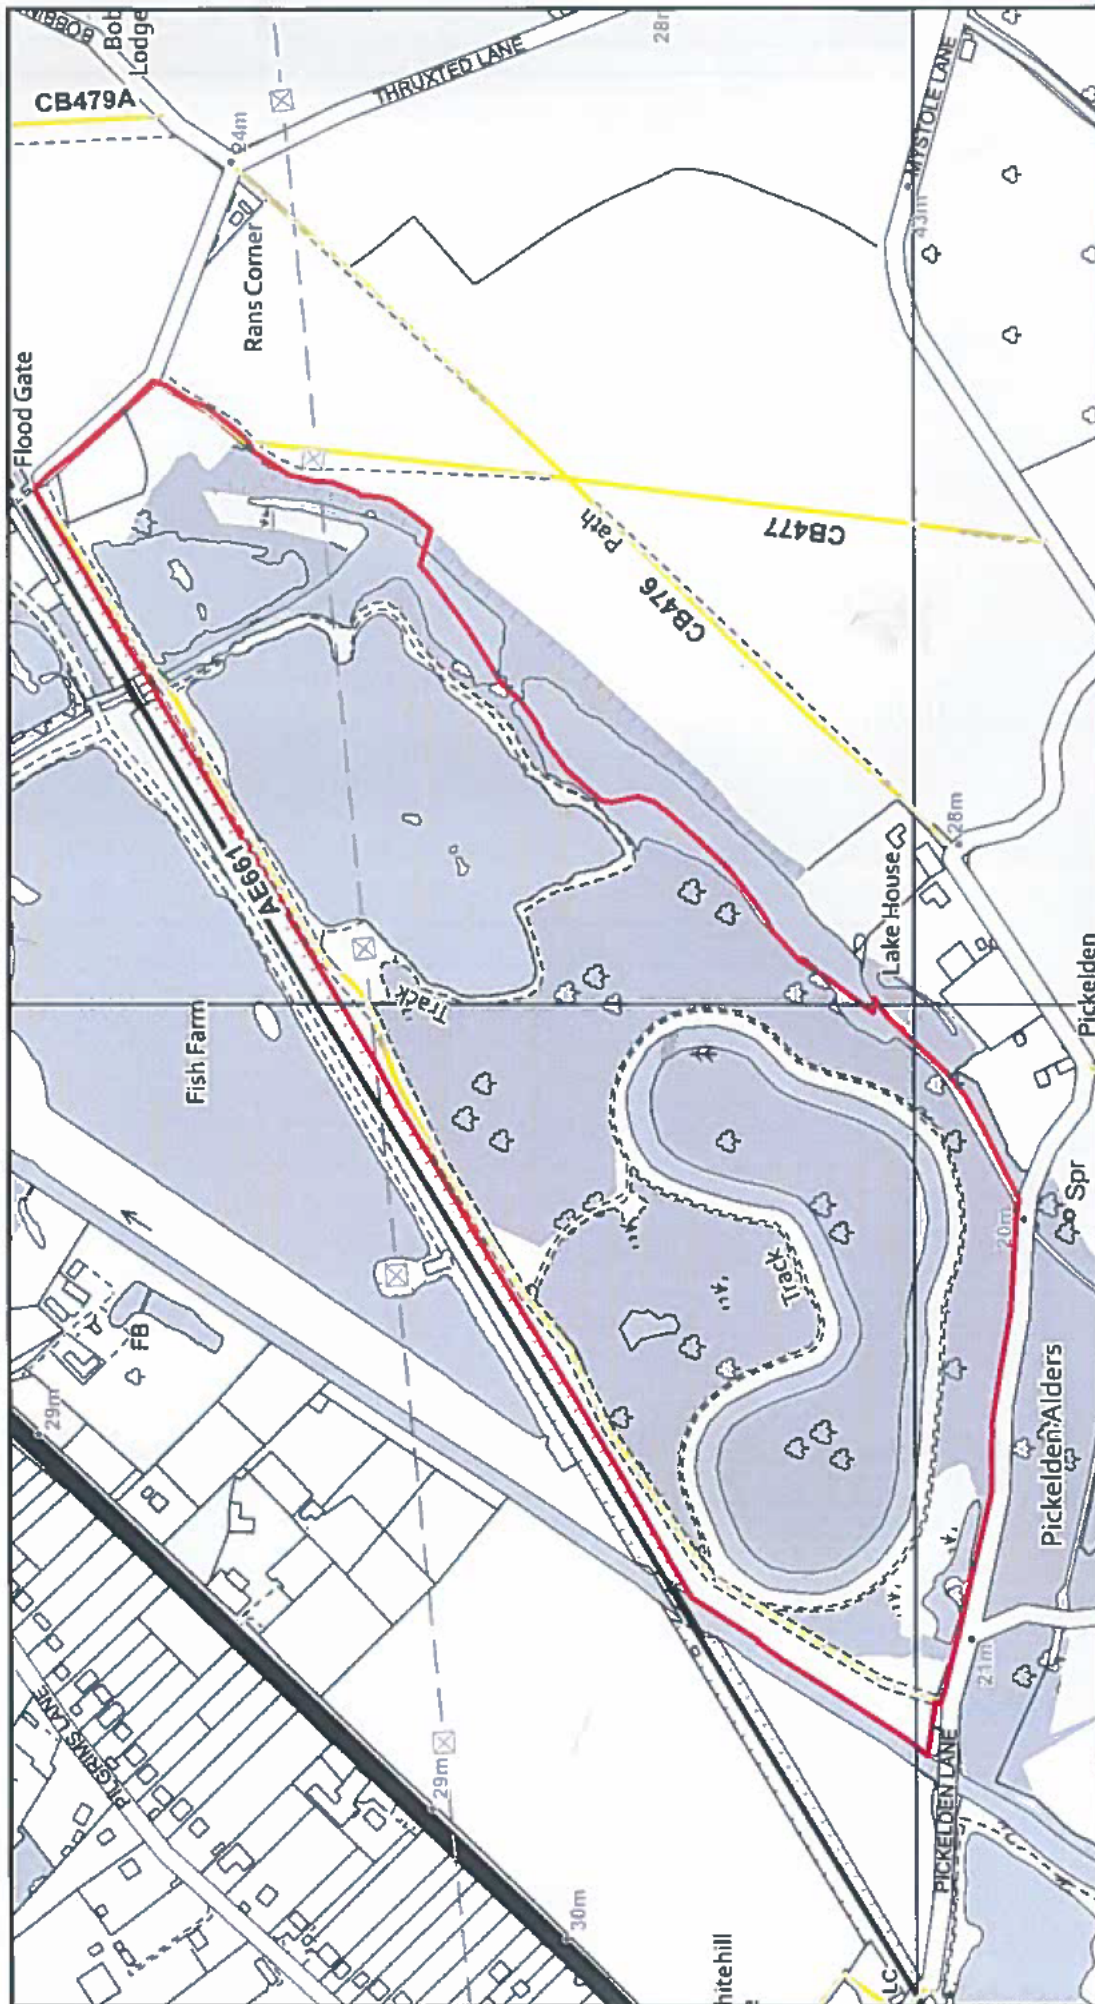 BOBBIN
Bob
Lodge
CB479A
THRUXTED LANE
28m
24m
MYSTOLE LANE
43m
Rans Corner
Flood Gate
Path
CB477
CB476
AE661
Lake House
28m
Fish Farm
Track
Pickelden
FB
29m
Track
20m
Spr
Pickelden Alders
PILGRIMS LANE
29m
21m
PICKELDEN LANE
30m
hitehill
LC